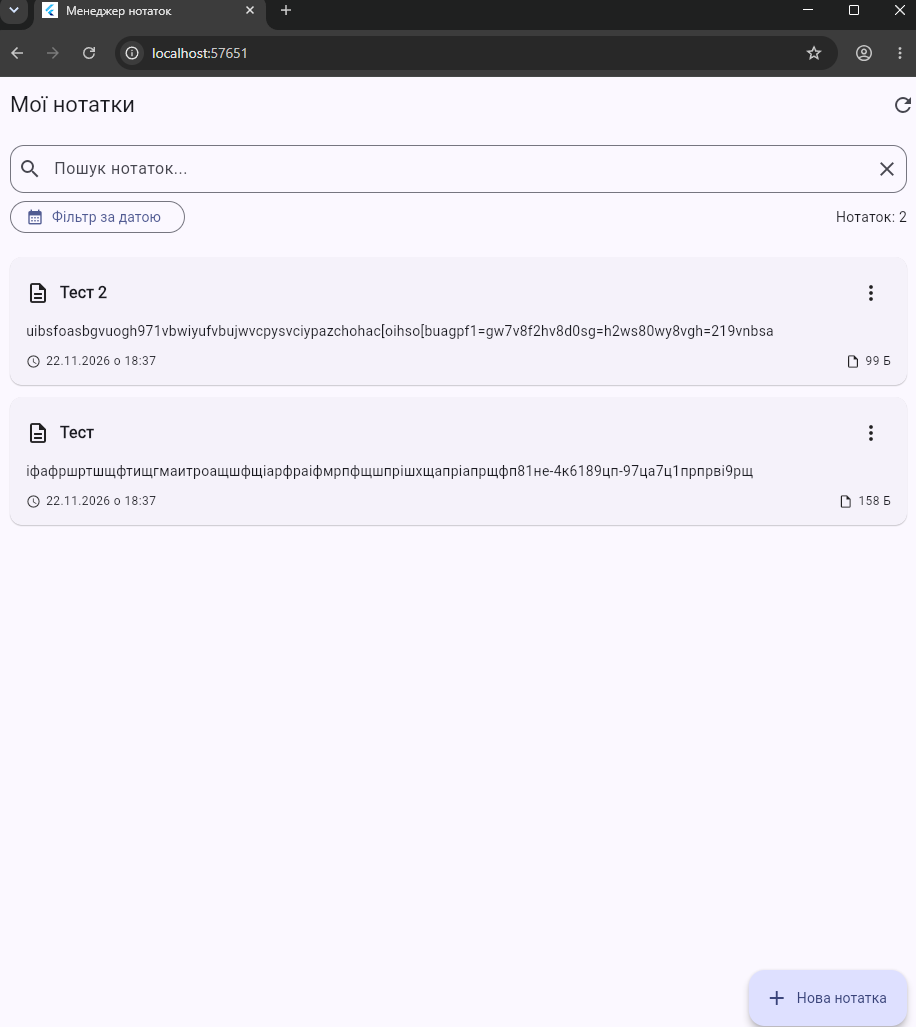 Менеджер нотаток
localhost:57651
Мої нотатки
Пошук нотаток...
Фільтр за датою
Нотаток: 2
Тест 2
uibsfoasbgvuogh971vbwiyufvbujwvcpysvciypazchohac[oihso[buagpf1=gw7v8f2hv8d0sg=h2ws80wy8vgh=219vnbsa
22.11.2026 о 18:37
99 Б
Тест
іфафршртшщфтищгмаитроащшфщіарфраіфмрпфщшпрішхщапріапрщфп81не-4к6189цп-97ца7ц1прпрві9рщ
22.11.2026 о 18:37
158 Б
Нова нотатка